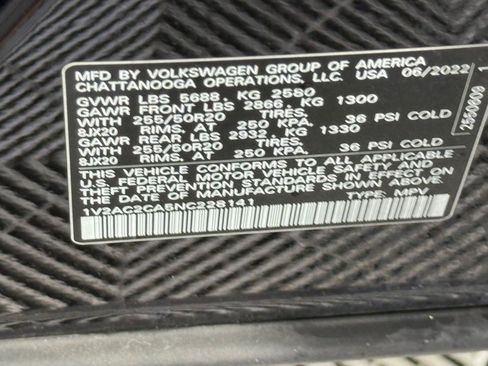 MFD BY VOLKSWAGEN GROUP OF AMERICA
CHATTANOOGA OPERATIONS, LLC. USA 06/2022
GVWR LBS 5688, KG 2580
GAWR FRONT LBS 2866, KG 1300
WITH 255/50R20 TIRES,
8JX20 RIMS, AT 250 KPA, 36 PSI COLD
GAWR REAR LBS 2932, KG 1330
WITH 255/50R20 TIRES,
8JX20 RIMS, AT 250 KPA, 36 PSI COLD
THIS VEHICLE CONFORMS TO ALL APPLICABLE
U.S. FEDERAL MOTOR VEHICLE SAFETY AND
THEFT PREVENTION STANDARDS IN EFFECT ON
THE DATE OF MANUFACTURE SHOWN ABOVE.
1V2AC2CA5NC228141 TYPE: MPV
2550609 1